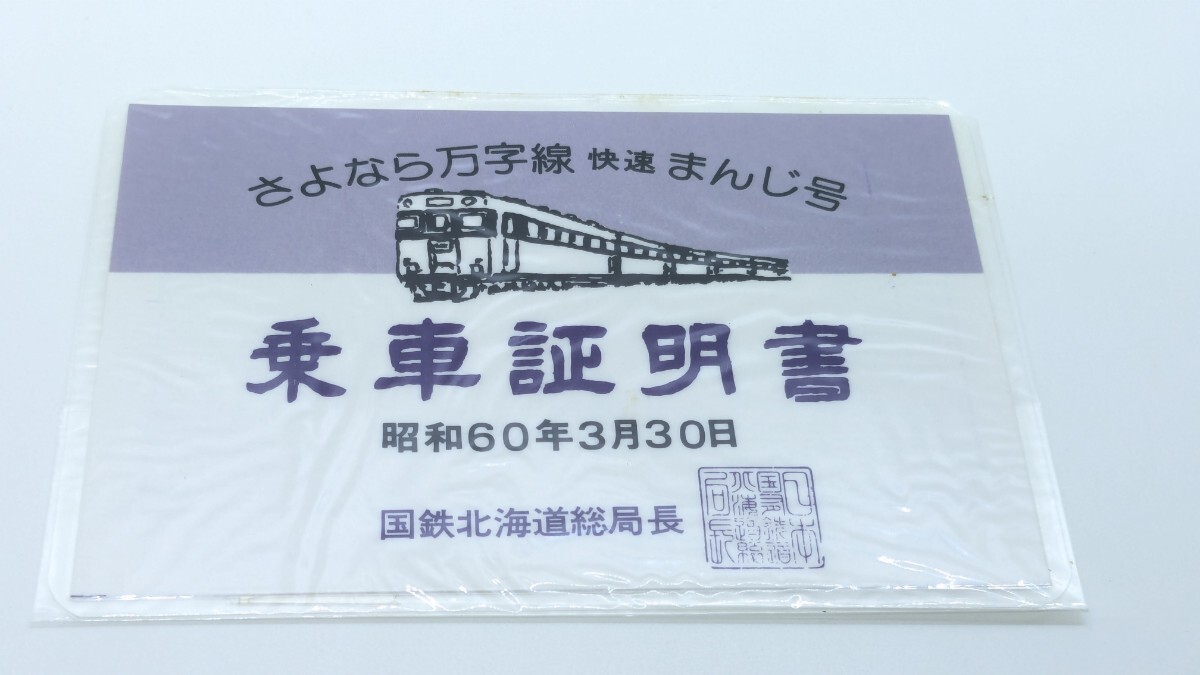 さよなら万字線 快速 まんじ号
乗車証明書
昭和60年3月30日
国鉄北海道総局長